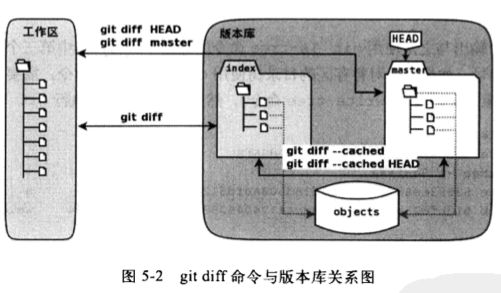 工作区
版本库
HEAD
git diff HEAD
git diff master
index
master
git diff
git diff --cached
git diff --cached HEAD
objects
图 5-2 git diff 命令与版本库关系图